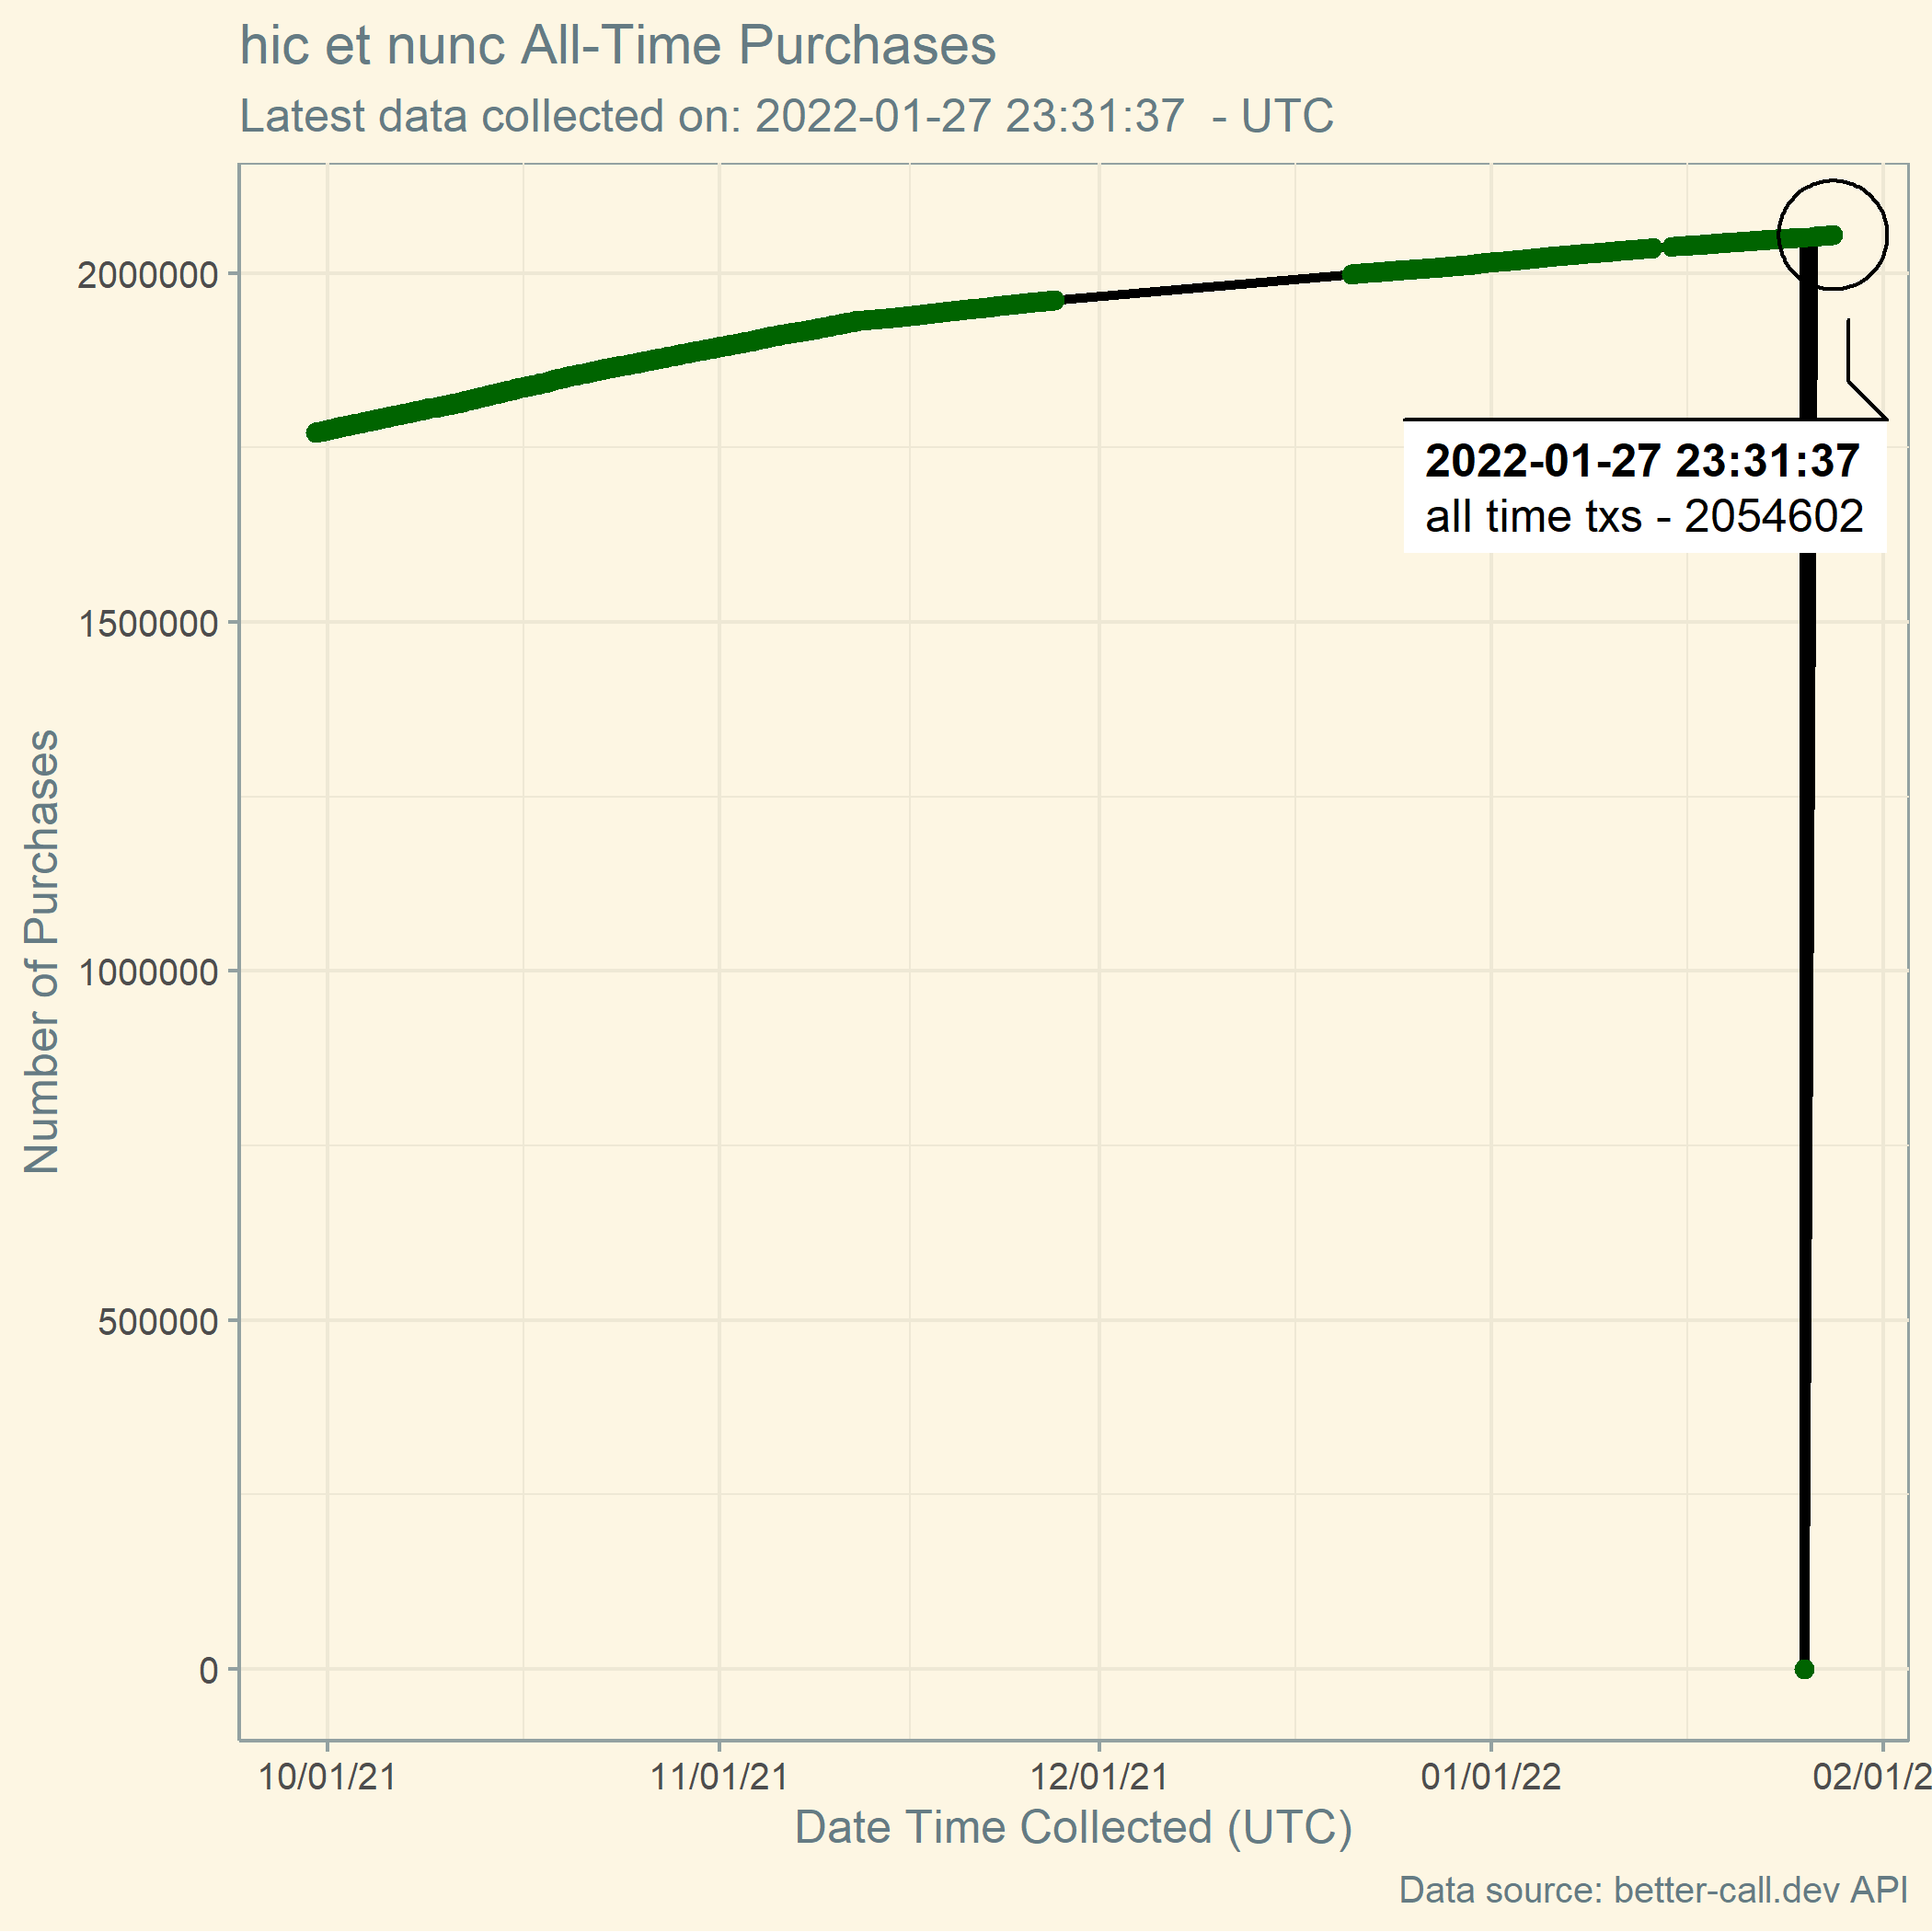 hic et nunc All-Time Purchases
Latest data collected on: 2022-01-27 23:31:37  - UTC
2000000
1500000
1000000
500000
0
Number of Purchases
2022-01-27 23:31:37
all time txs - 2054602
10/01/21 11/01/21 12/01/21 01/01/22 02/01/2
Date Time Collected (UTC)
Data source: better-call.dev API